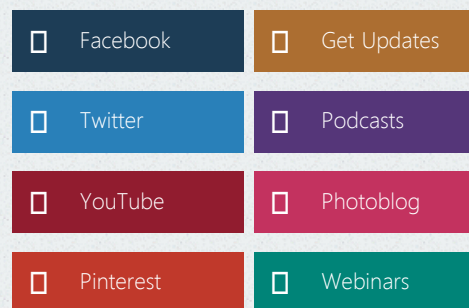 Facebook
Get Updates
Twitter
Podcasts
YouTube
Photoblog
Pinterest
Webinars